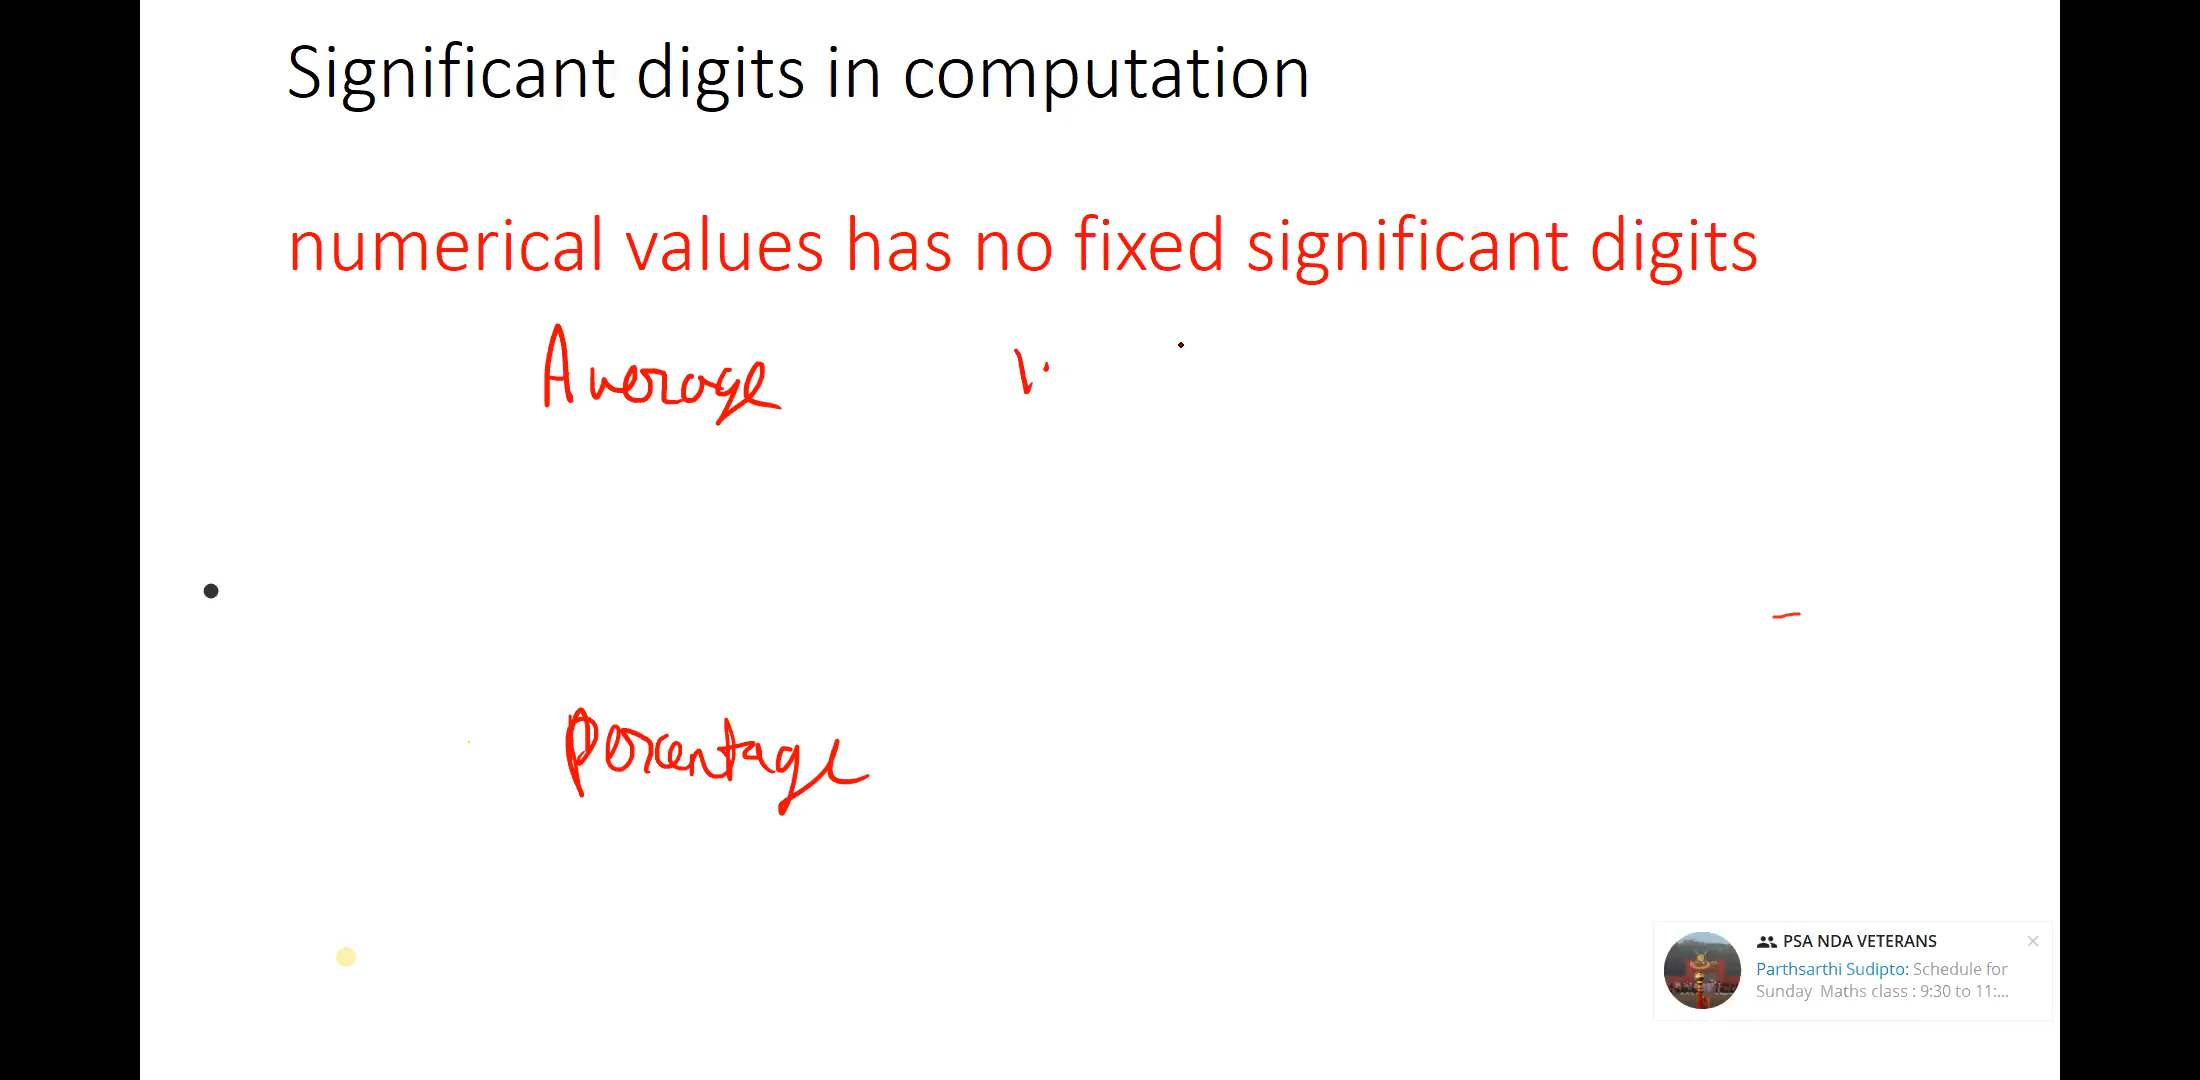 Significant digits in computation
numerical values has no fixed significant digits
Average
Percentage
PSA NDA VETERANS
Parthsarthi Sudipto: Schedule for
Sunday Maths class : 9:30 to 11:...